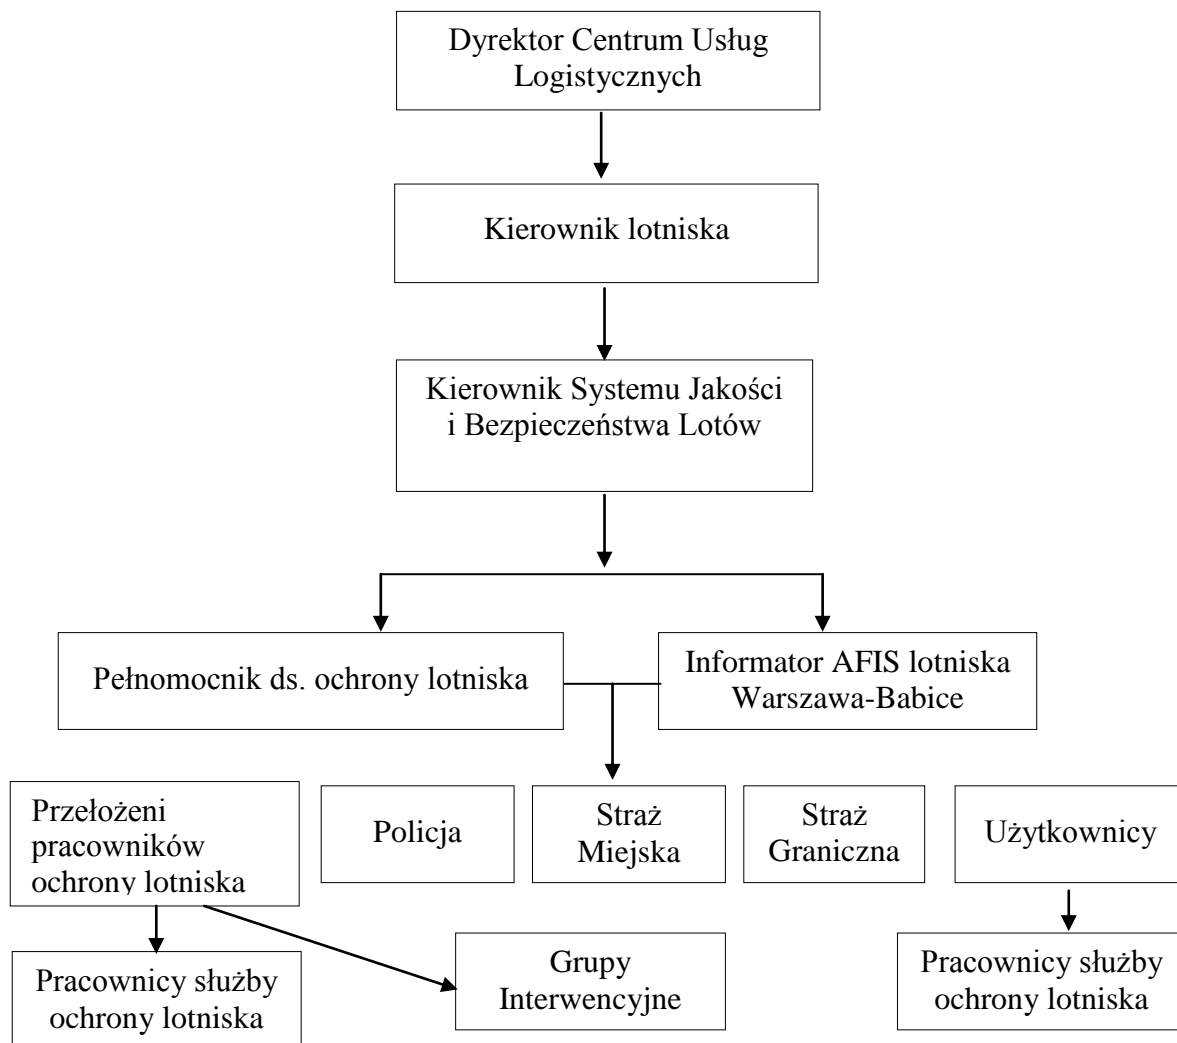 Dyrektor Centrum Usług
Logistycznych
Kierownik lotniska
Kierownik Systemu Jakości
i Bezpieczeństwa Lotów
Pełnomocnik ds. ochrony lotniska
Informator AFIS lotniska
Warszawa-Babice
Przełożeni
pracowników
ochrony lotniska
Policja
Straż
Miejska
Straż
Graniczna
Użytkownicy
Pracownicy służby
ochrony lotniska
Grupy
Interwencyjne
Pracownicy służby
ochrony lotniska